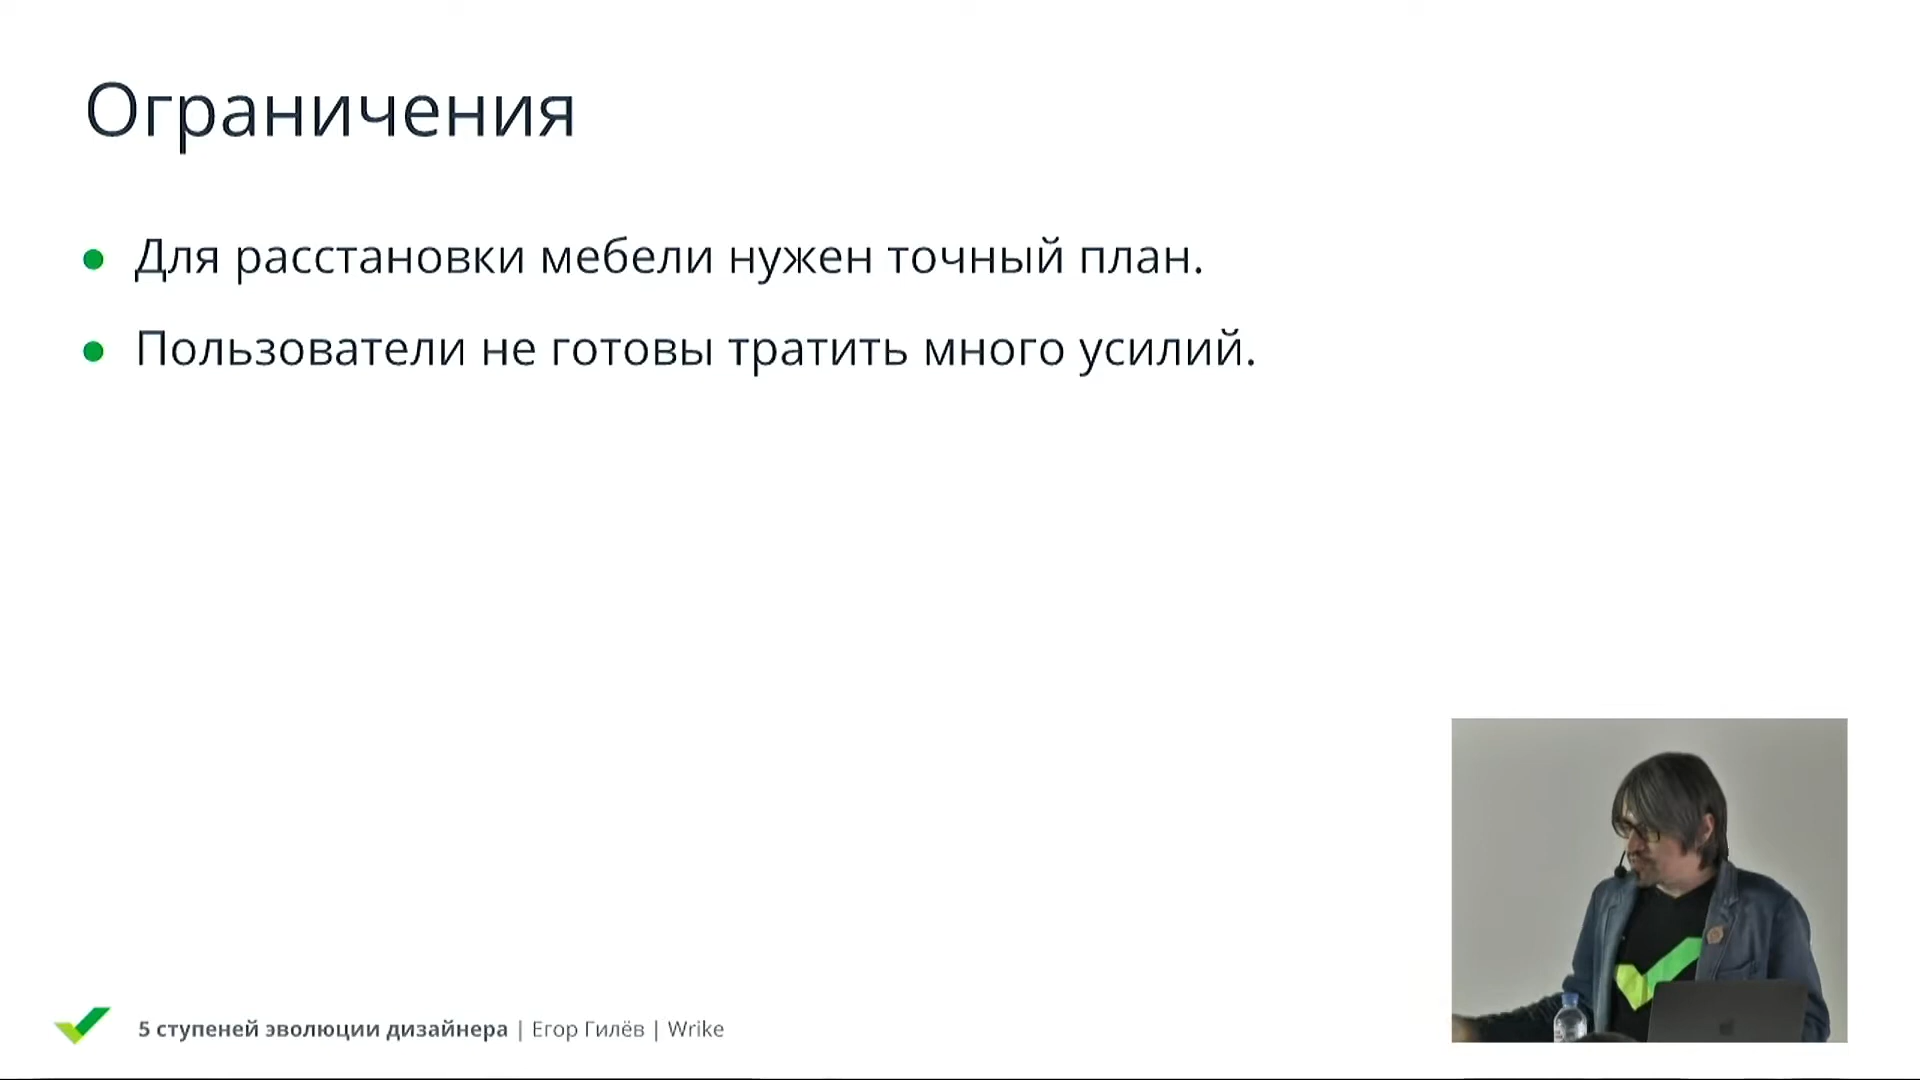 Ограничения
Для расстановки мебели нужен точный план.
Пользователи не готовы тратить много усилий.
5 ступеней эволюции дизайнера | Егор Гилёв | Wrike